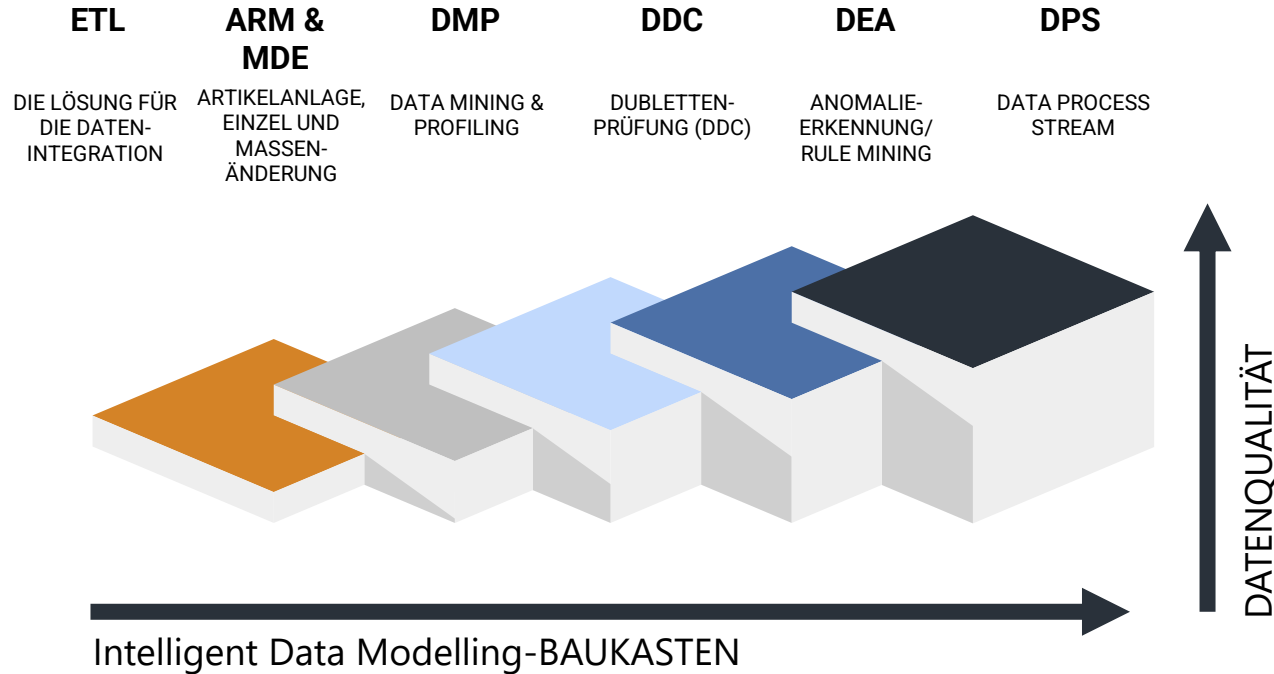 ETL
DIE LÖSUNG FÜR
DIE DATEN-
INTEGRATION
ARM &
MDE
ARTIKELANLAGE,
EINZEL UND
MASSEN-
ÄNDERUNG
DMP
DATA MINING &
PROFILING
DDC
DUBLETTEN-
PRÜFUNG (DDC)
DEA
ANOMALIE-
ERKENNUNG/
RULE MINING
DPS
DATA PROCESS
STREAM
DATENQUALITÄT
Intelligent Data Modelling-BAUKASTEN